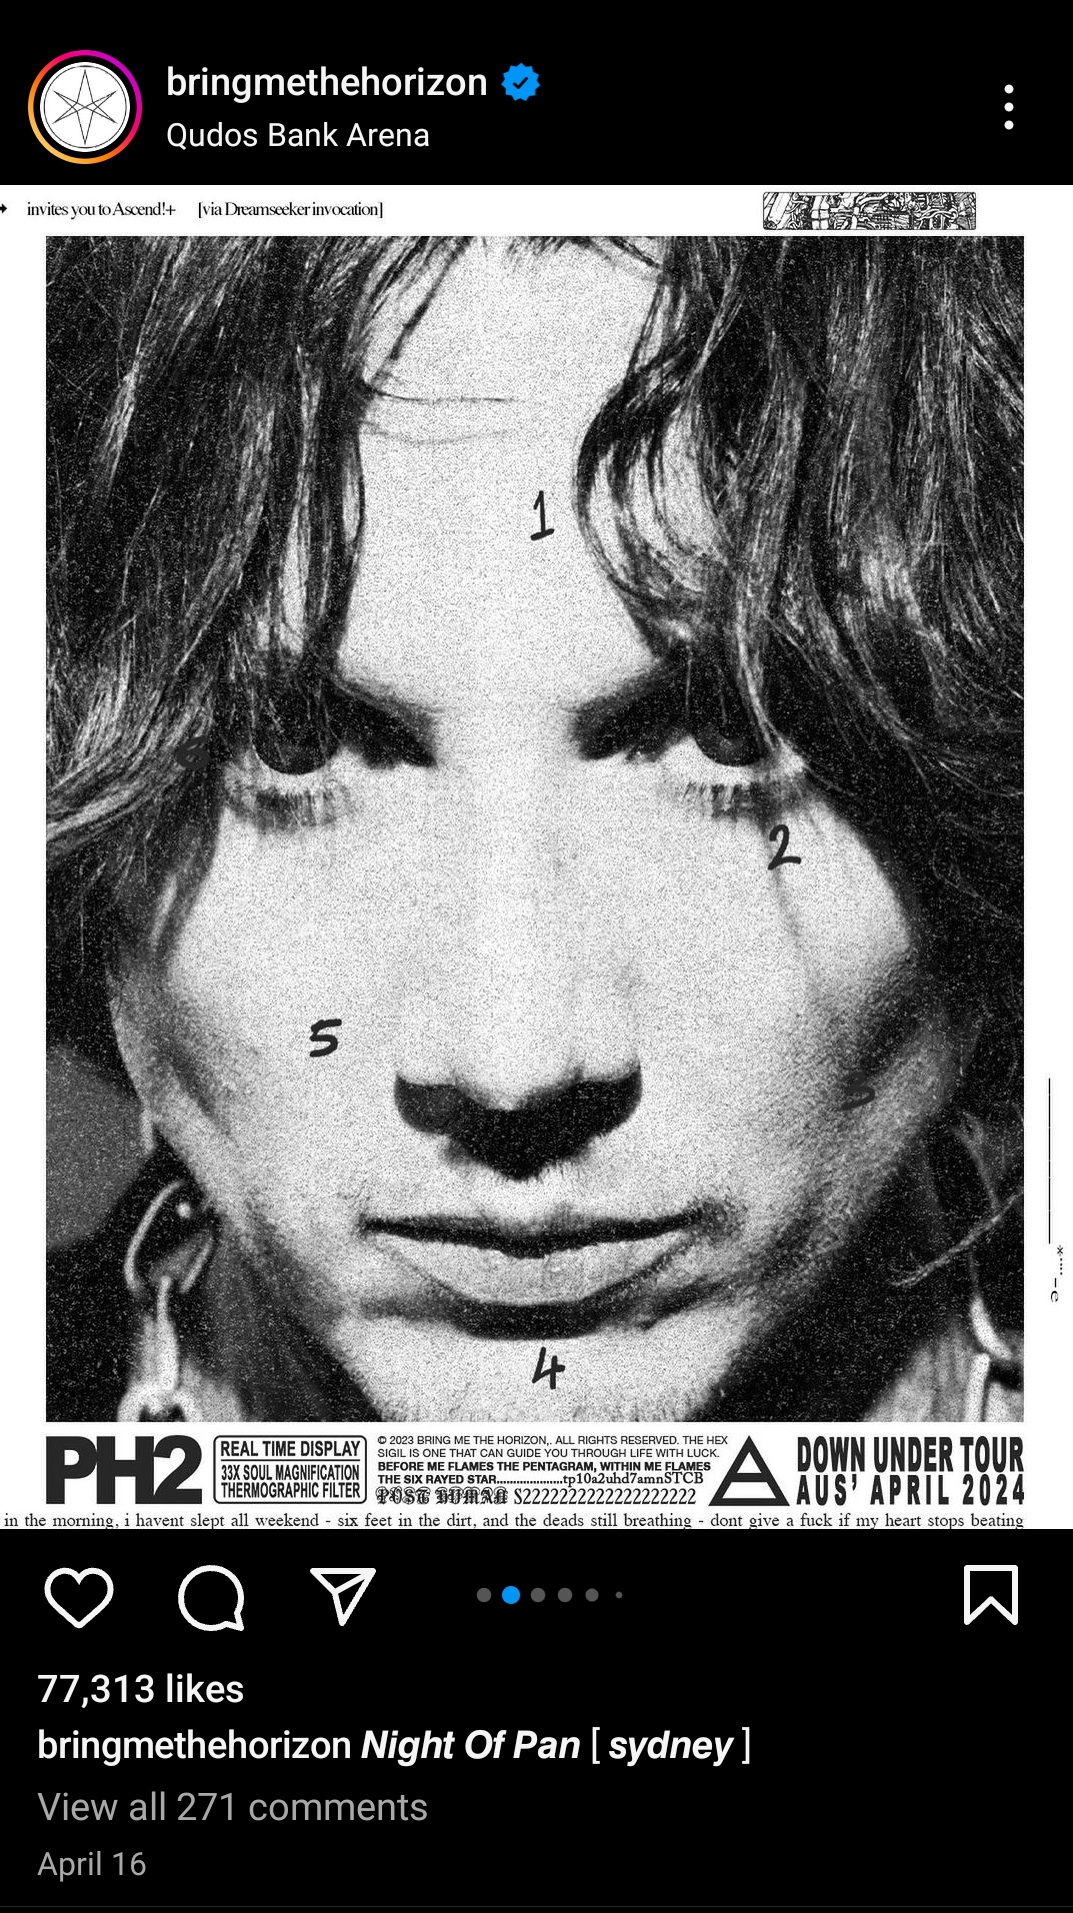 bringmethehorizon
Qudos Bank Arena
invites you to Ascend!+ [via Dreamseeker invocation]
1
6
2
5
3
4
PH2
REAL TIME DISPLAY
33X SOUL MAGNIFICATION
THERMOGRAPHIC FILTER
© 2023 BRING ME THE HORIZON,. ALL RIGHTS RESERVED. THE HEX
SIGIL IS ONE THAT CAN GUIDE YOU THROUGH LIFE WITH LUCK.
BEFORE ME FLAMES THE PENTAGRAM, WITHIN ME FLAMES
THE SIX RAYED STAR.....................tp10a2uhd7amnSTCB
POST HUMAN S2222222222222222222
DOWN UNDER TOUR
AUS' APRIL 2024
in the morning, i havent slept all weekend - six feet in the dirt, and the deads still breathing - dont give a fuck if my heart stops beating
77,313 likes
bringmethehorizon Night Of Pan [ sydney ]
View all 271 comments
April 16